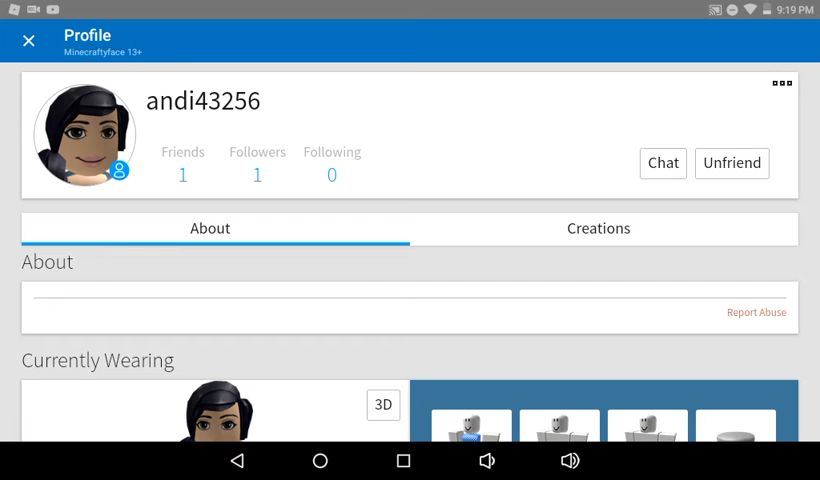 9:19 PM
Profile
Minecraftyface 13+
andi43256
Friends Followers Following
1 1 0
Chat Unfriend
About Creations
About
Report Abuse
Currently Wearing
3D